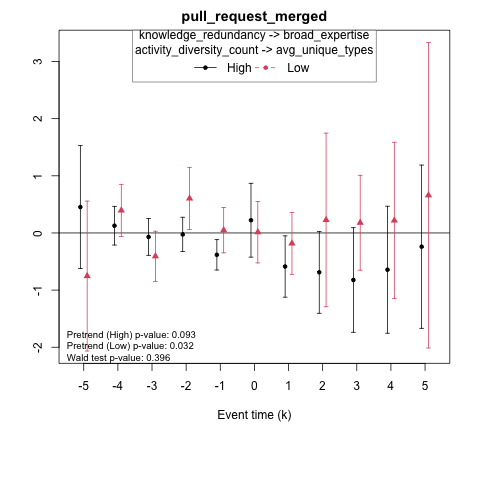 pull_request_merged
knowledge_redundancy -> broad_expertise
activity_diversity_count -> avg_unique_types
High Low
3
2
1
0
-1
-2
Pretrend (High) p-value: 0.093
Pretrend (Low) p-value: 0.032
Wald test p-value: 0.396
-5 -4 -3 -2 -1 0 1 2 3 4 5
Event time (k)